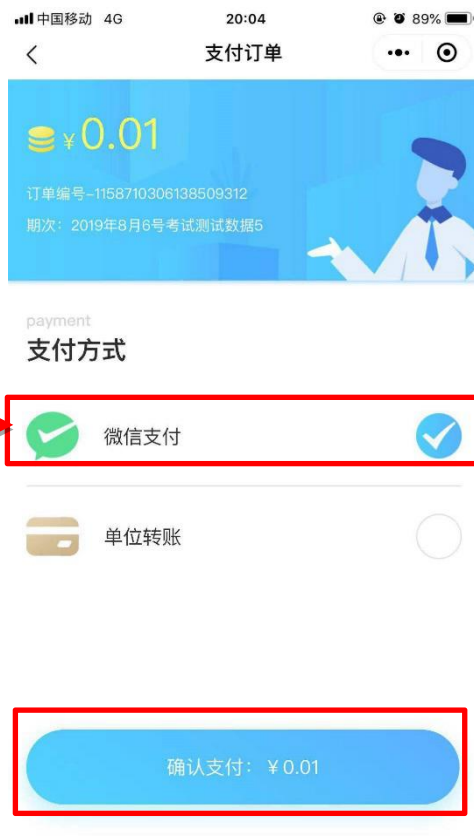 中国移动 4G 20:04 89%
支付订单
¥0.01
订单编号-1158710306138509312
期次：2019年8月6号考试测试数据5
payment
支付方式
微信支付
单位转账
确认支付：￥0.01